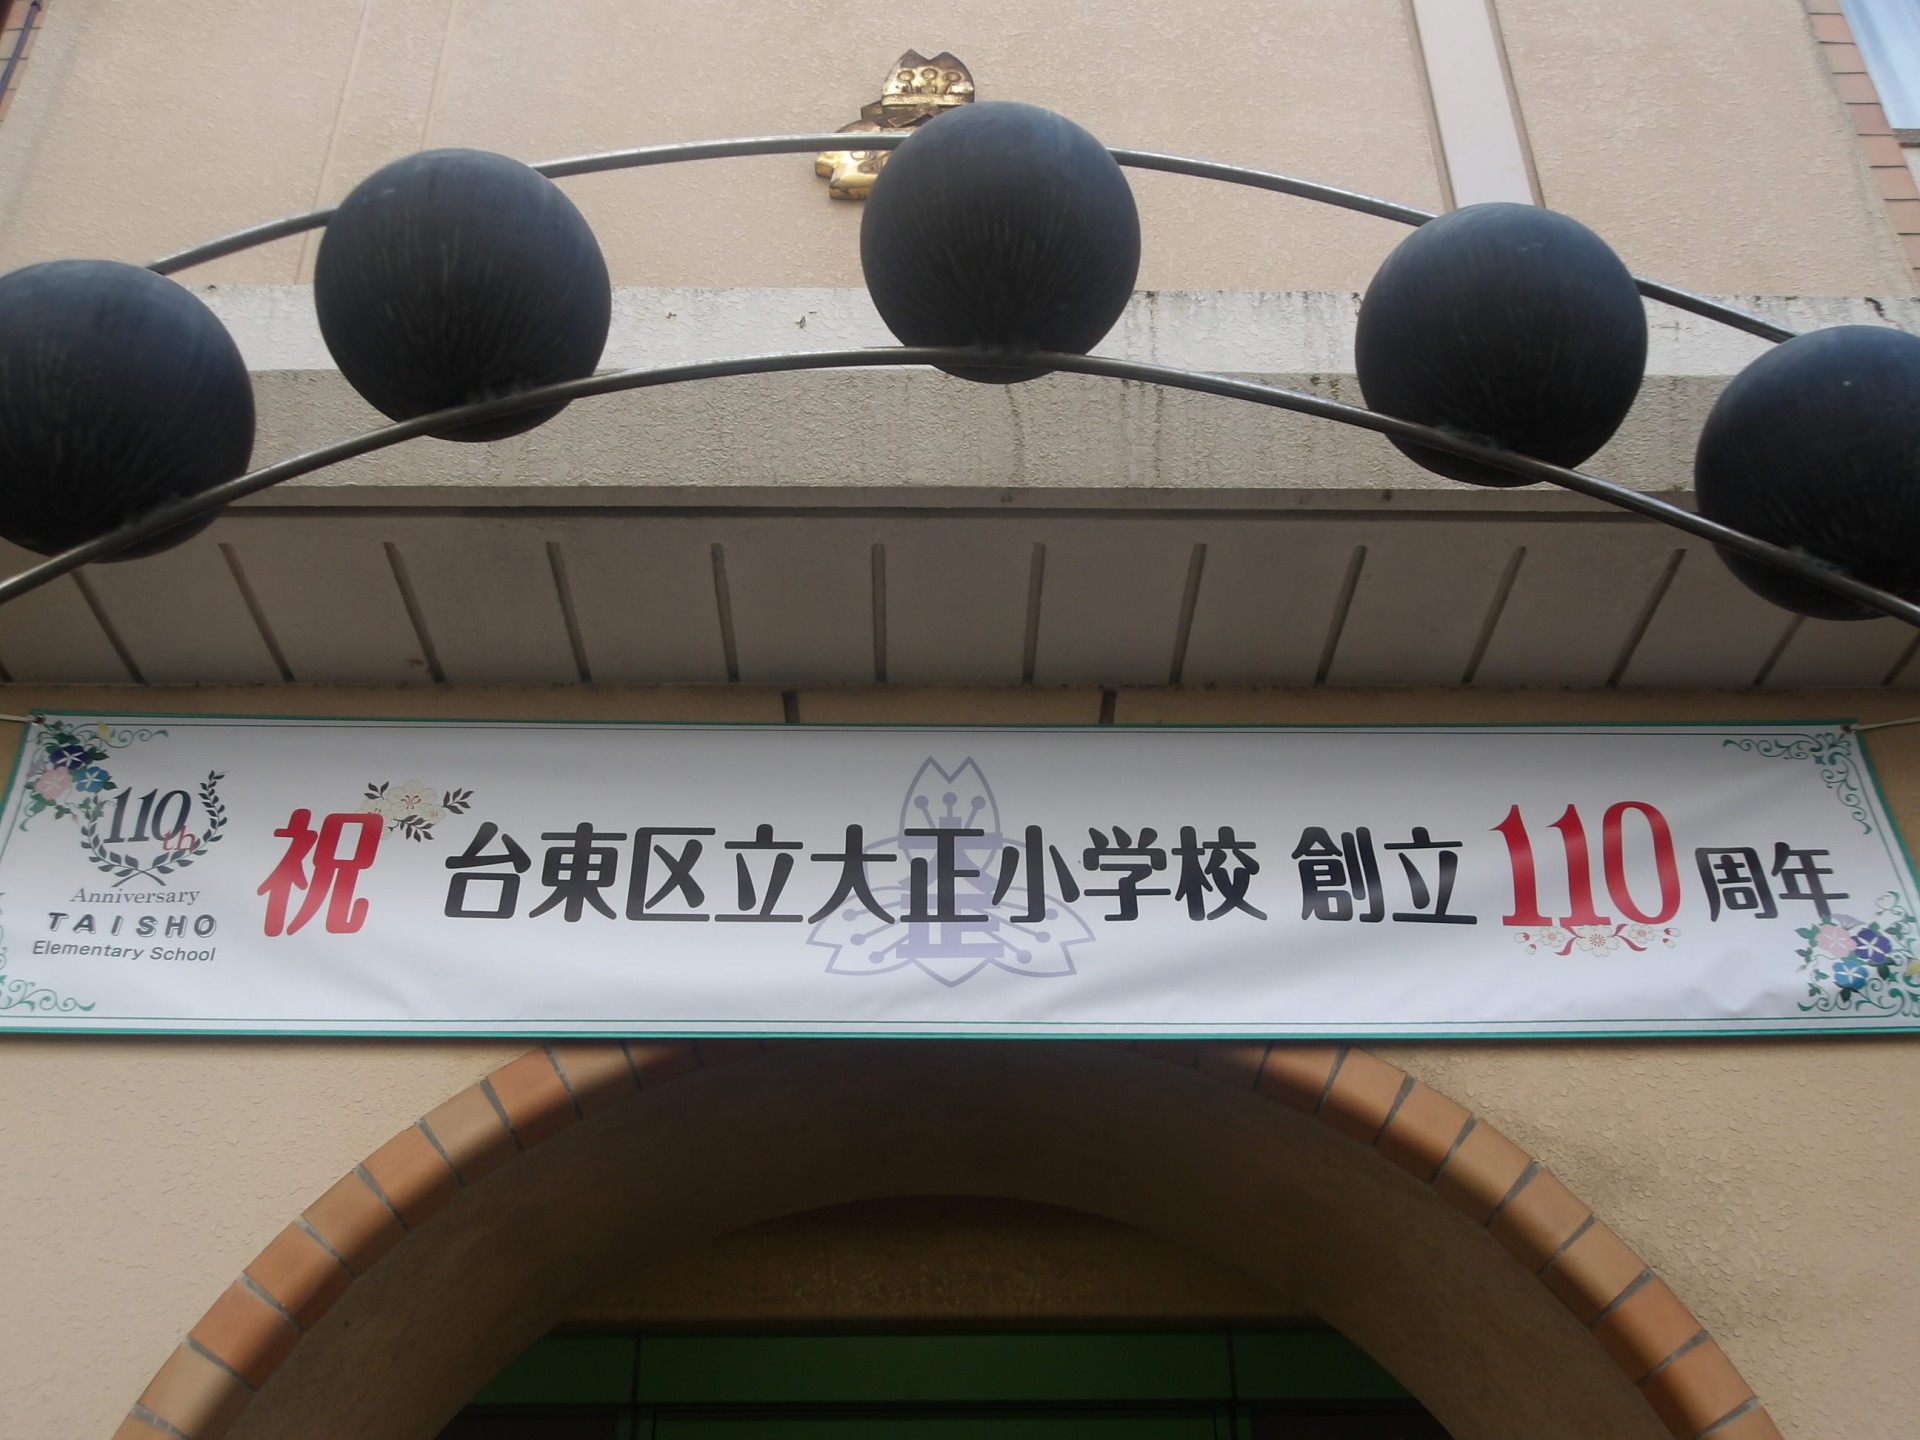 110th
Anniversary
TAISHO
Elementary School
祝 台東区立大正小学校 創立110周年
正